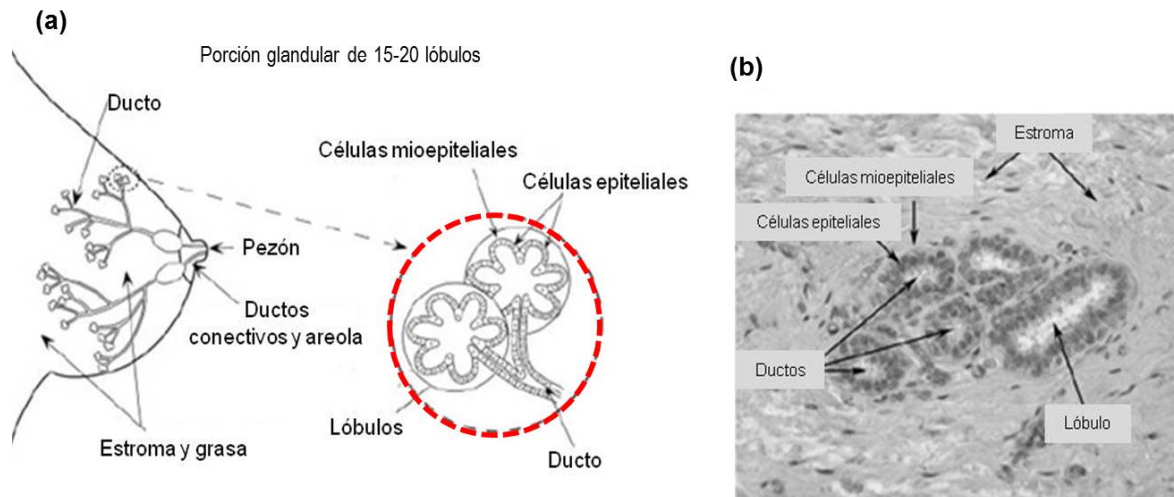 (a)
Porción glandular de 15-20 lóbulos
Ducto
Células mioepiteliales
Células epiteliales
Pezón
Ductos
conectivos y areola
Estroma y grasa
Lóbulos
Ducto
(b)
Estroma
Células mioepiteliales
Células epiteliales
Ductos
Lóbulo